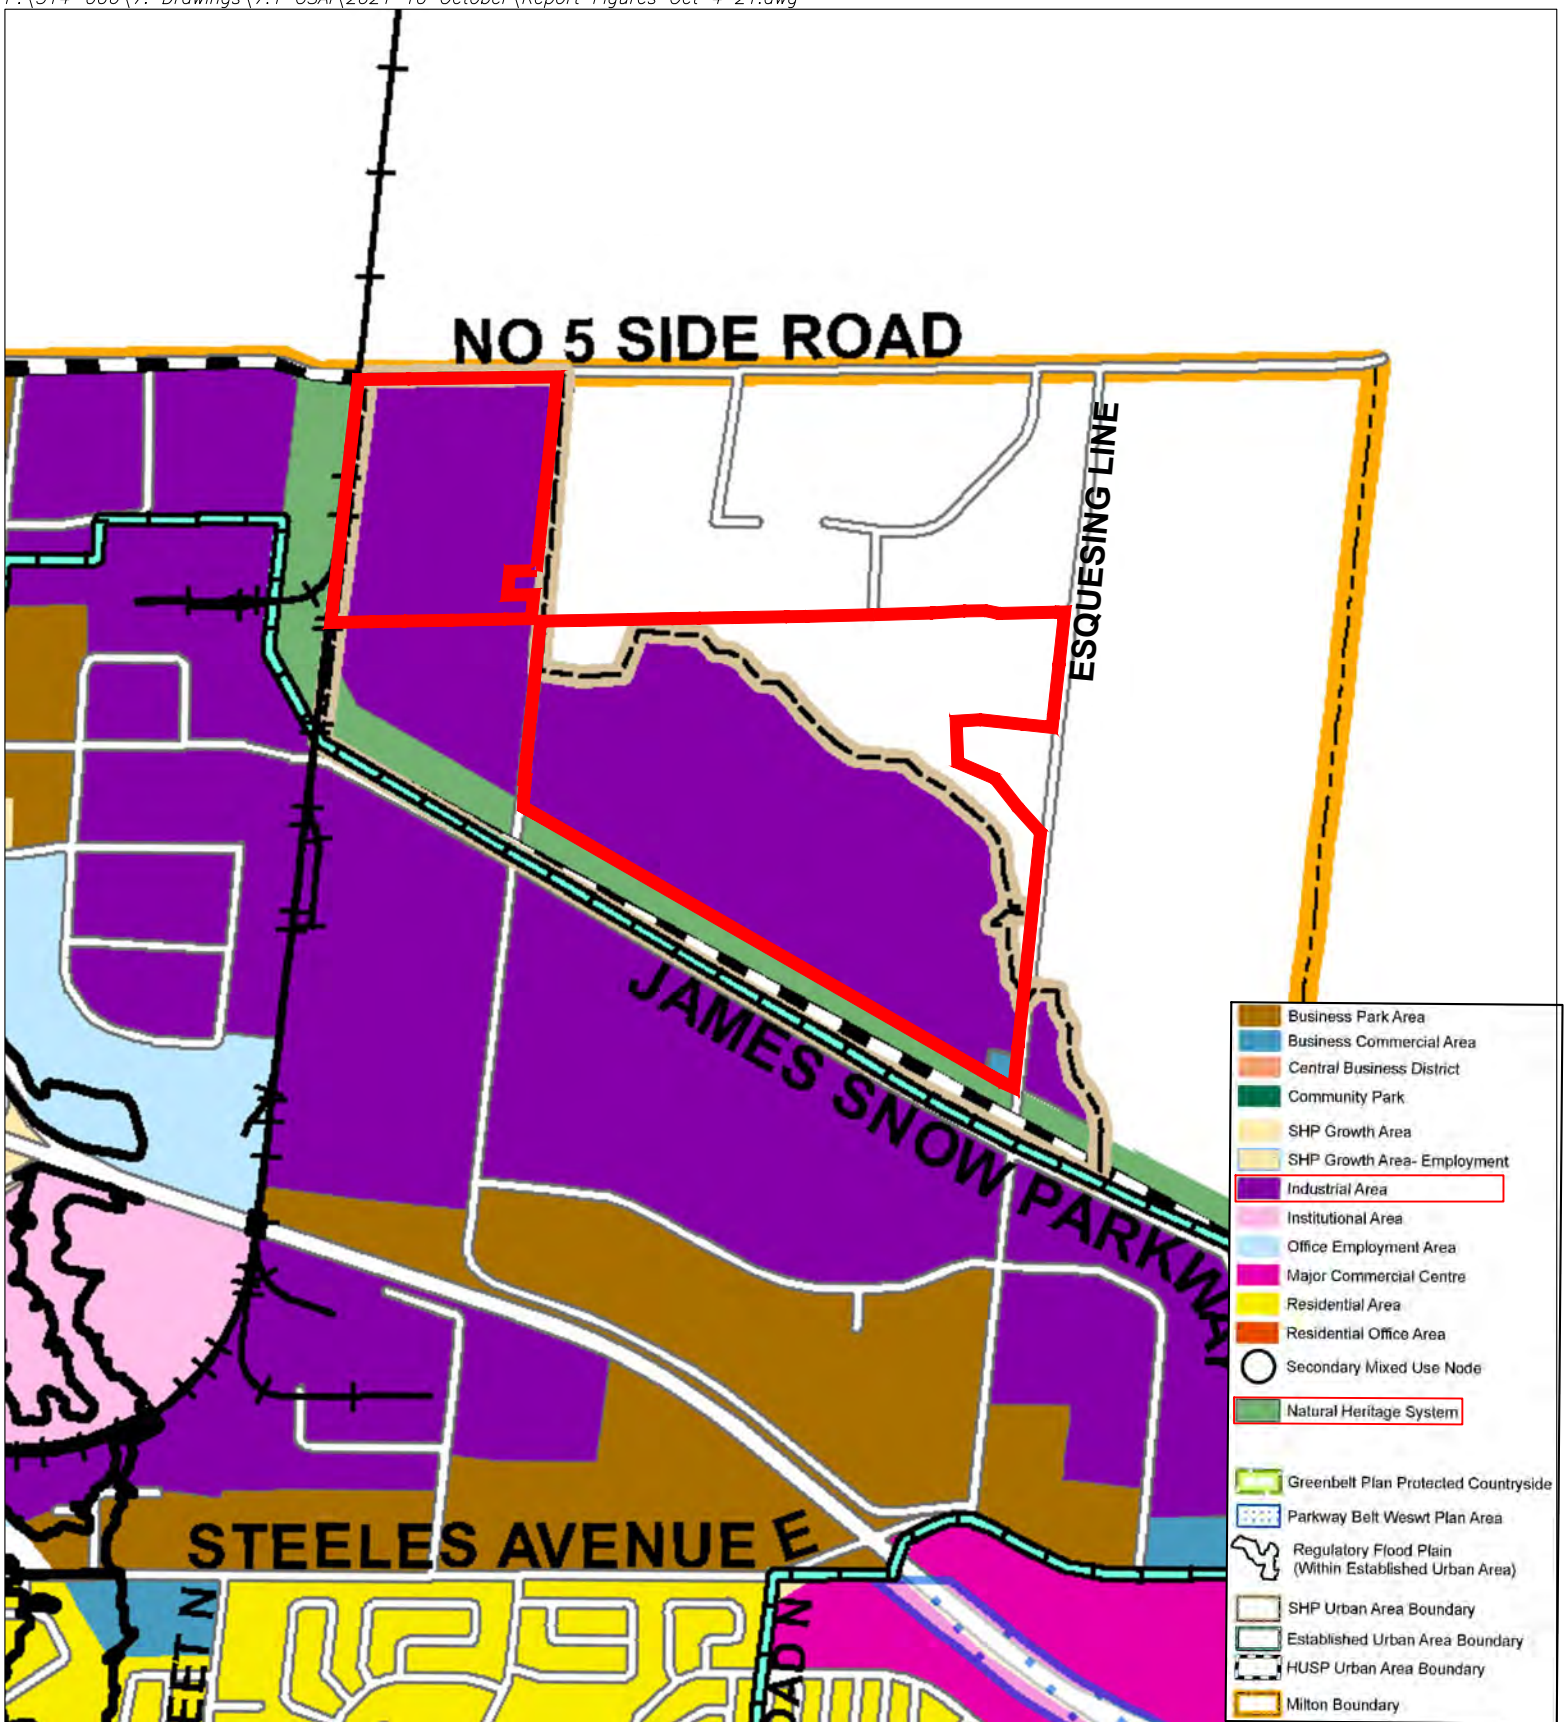 NO 5 SIDE ROAD
ESQUESING LINE
JAMES SNOW PARKWAY
STEELES AVENUE E
Business Park Area
Business Commercial Area
Central Business District
Community Park
SHP Growth Area
SHP Growth Area- Employment
Industrial Area
Institutional Area
Office Employment Area
Major Commercial Centre
Residential Area
Residential Office Area
Secondary Mixed Use Node
Natural Heritage System
Greenbelt Plan Protected Countryside
Parkway Belt Weswt Plan Area
Regulatory Flood Plain
(Within Established Urban Area)
SHP Urban Area Boundary
Established Urban Area Boundary
HUSP Urban Area Boundary
Milton Boundary
EET N
OAD N